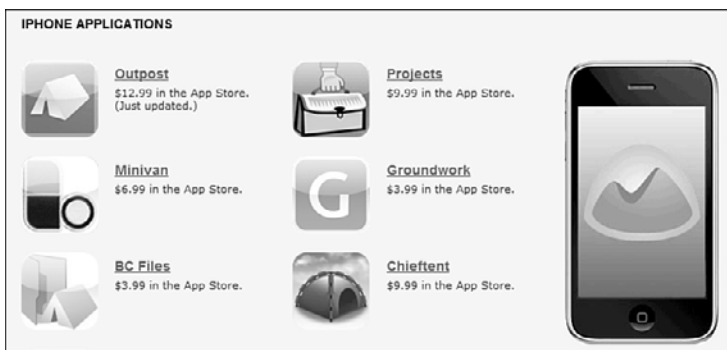 IPHONE APPLICATIONS
Outpost
$12.99 in the App Store.
(Just updated.)
Projects
$9.99 in the App Store.
Minivan
$6.99 in the App Store.
G
Groundwork
$3.99 in the App Store.
BC Files
$3.99 in the App Store.
Chieftent
$9.99 in the App Store.